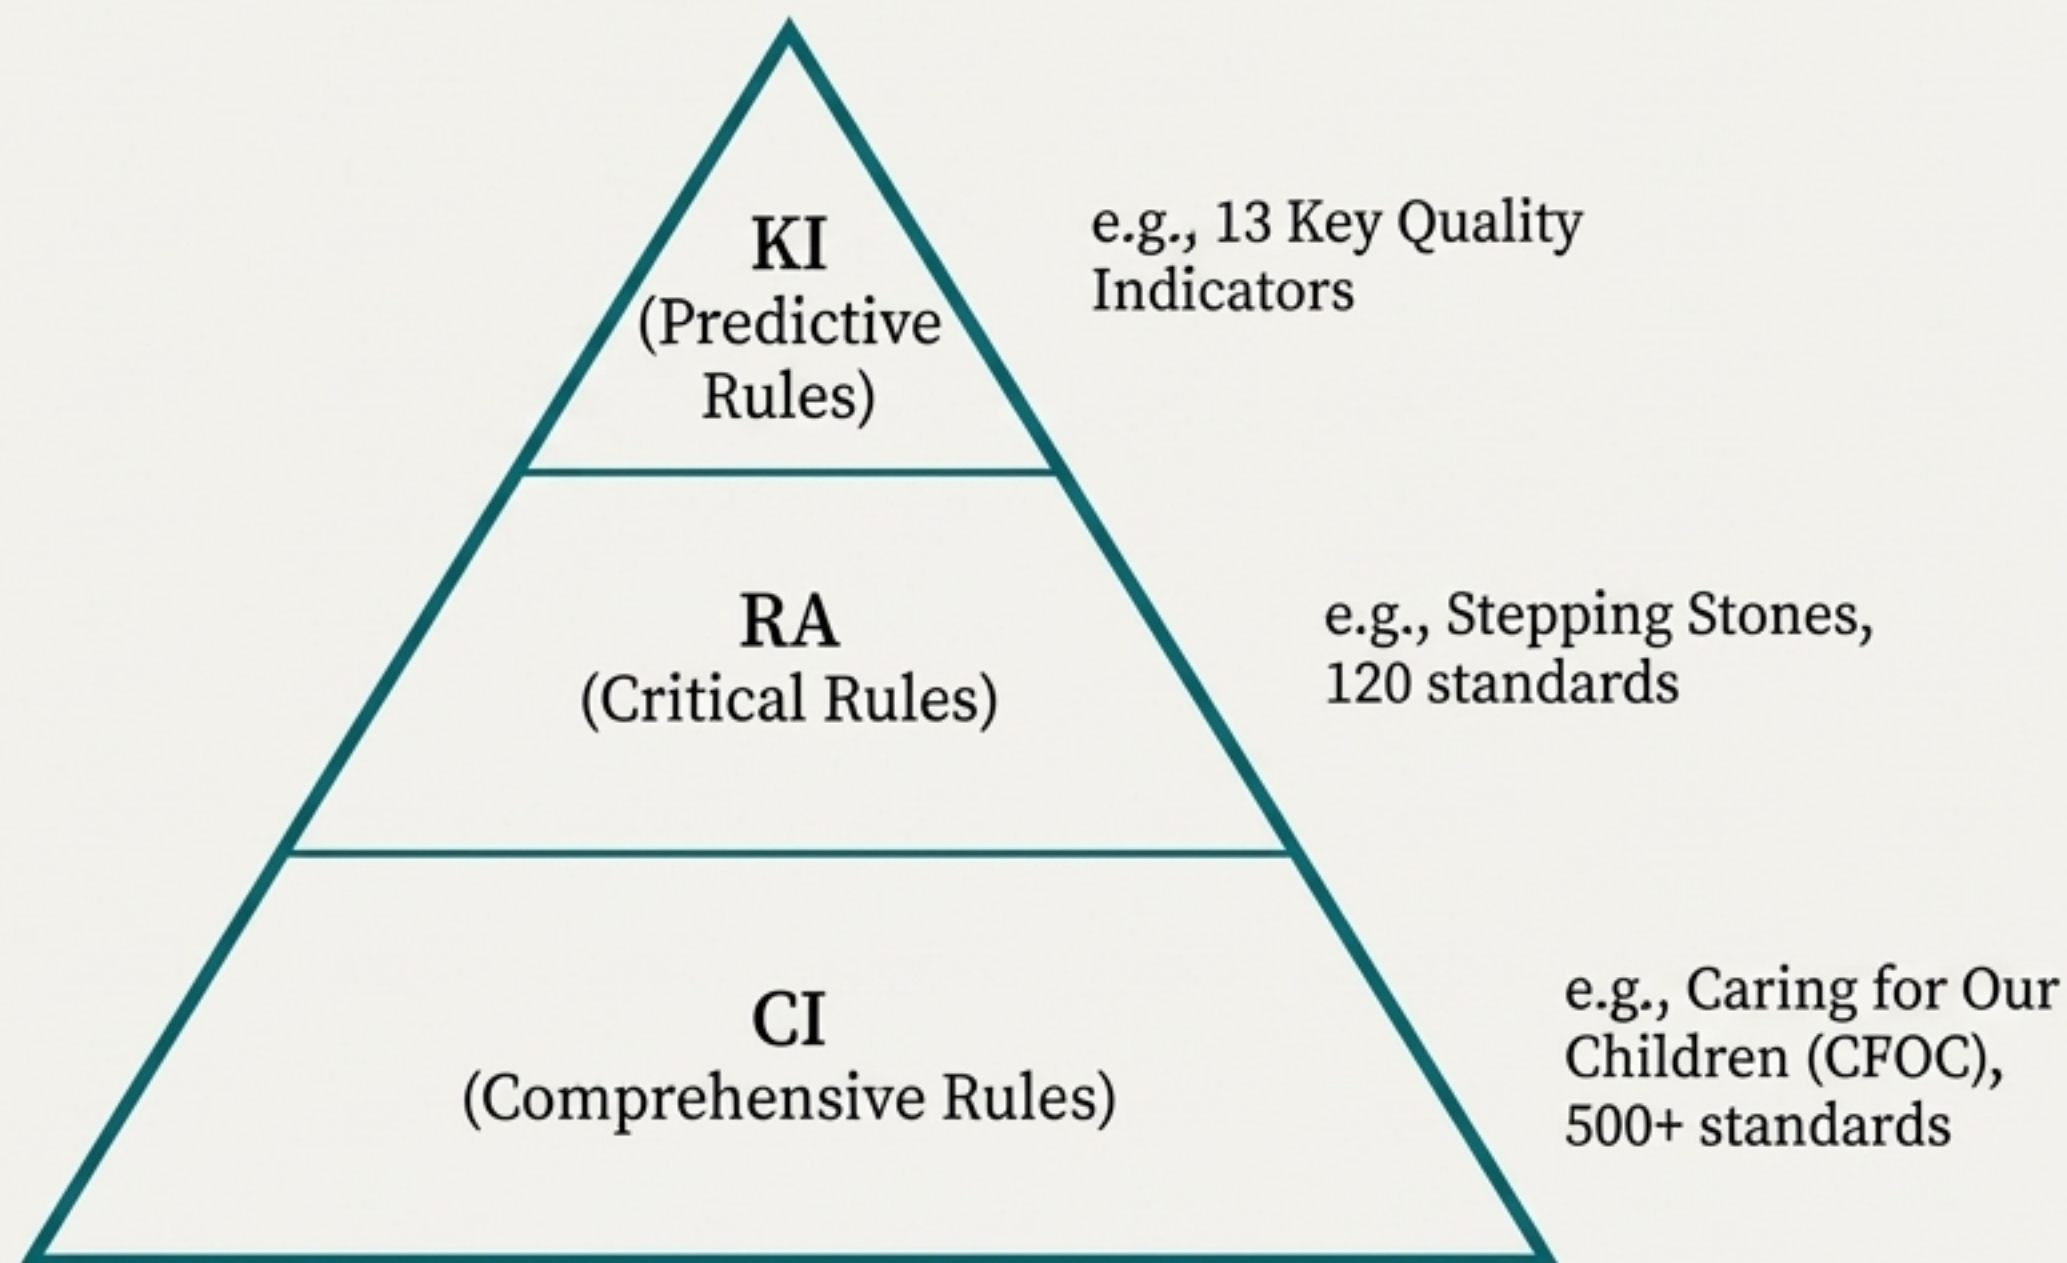 KI
(Predictive
Rules)
e.g., 13 Key Quality
Indicators
RA
(Critical Rules)
e.g., Stepping Stones,
120 standards
CI
(Comprehensive Rules)
e.g., Caring for Our
Children (CFOC),
500+ standards